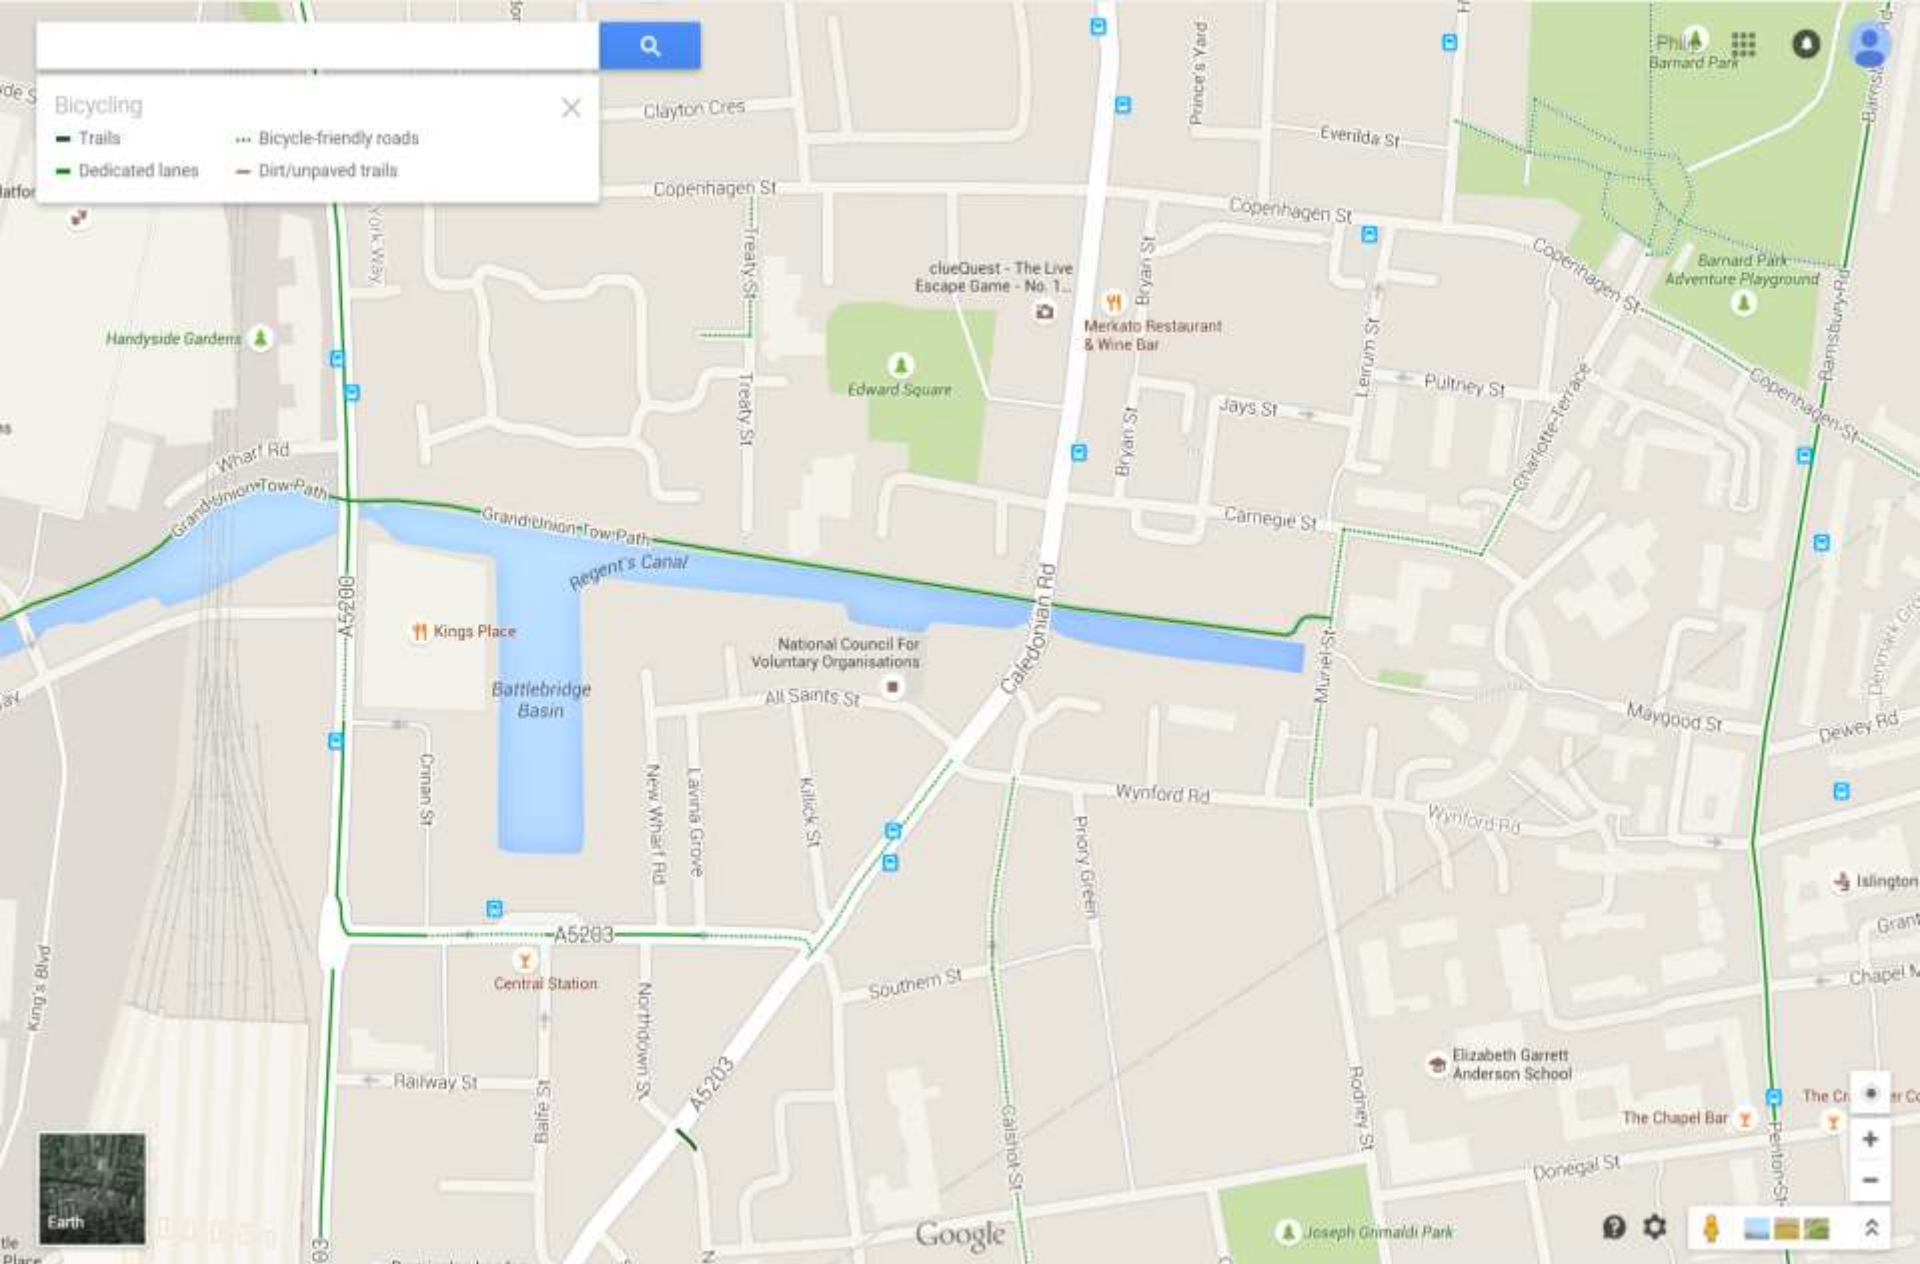 Bicycling
Trails
Bicycle-friendly roads
Dedicated lanes
Dirt/unpaved trails
Clayton Cres
Prince's Yard
Everilda St
Barnard Park
Copenhagen St
Copenhagen St
Copenhagen St
Copenhagen St
York Way
Treaty St
Treaty St
clueQuest - The Live
Escape Game - No. 1...
Bryan St
Bryan St
Merkato Restaurant
& Wine Bar
Barnard Park
Adventure Playground
Barnsbury Rd
Handyside Gardens
Edward Square
Leirum St
Pultney St
Jays St
Charlotte Terrace
Wharf Rd
Grand Union Tow Path
Grand Union Tow Path
Regent's Canal
Carnegie St
A5200
Kings Place
Battlebridge
Basin
National Council For
Voluntary Organisations
All Saints St
Caledonian Rd
Muriel St
Maygood St
Dewey Rd
Crinan St
New Wharf Rd
Lavina Grove
Killick St
Wynford Rd
Wynford Rd
Priory Green
Islington
Grant
Chapel M
A5203
Central Station
Southern St
King's Blvd
Northdown St
Railway St
Balfe St
A5203
Calshot St
Rodney St
Elizabeth Garrett
Anderson School
The Chapel Bar
Penton St
Donegal St
Joseph Grimaldi Park
Earth
Google
Place